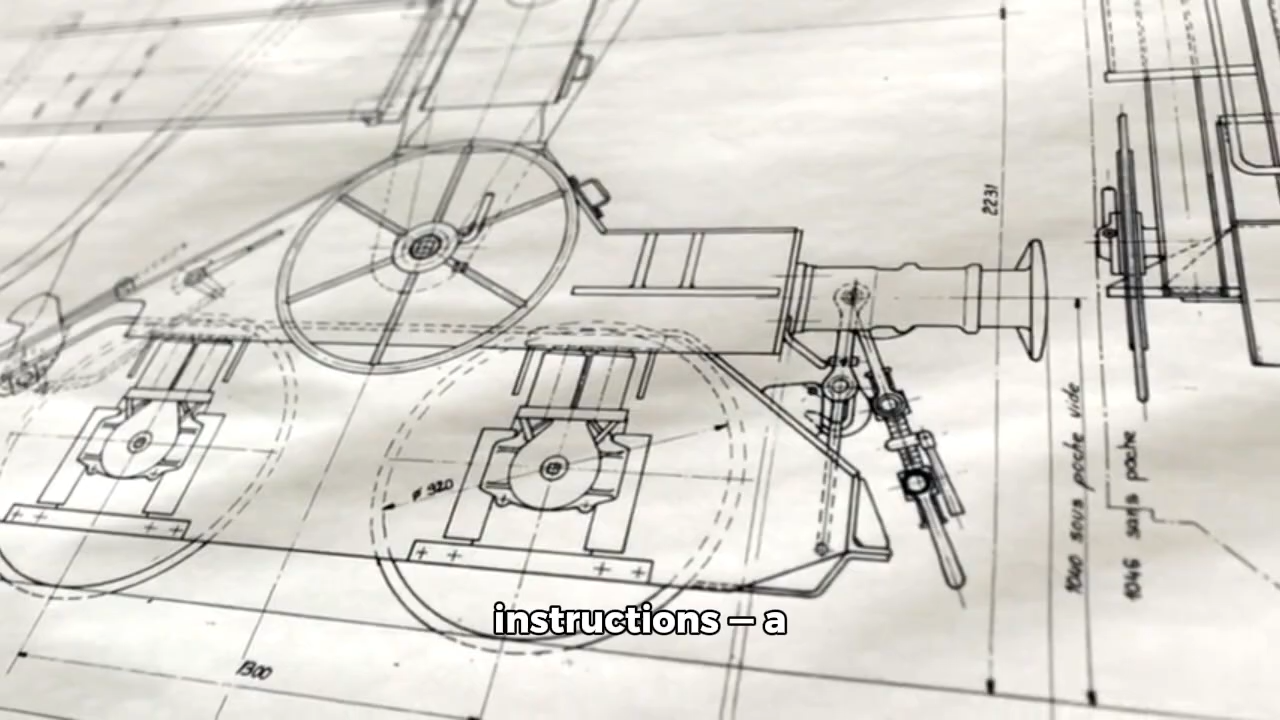 2231
ø 920
1040 sous poche vide
1046 sans poche
1300
instructions — a